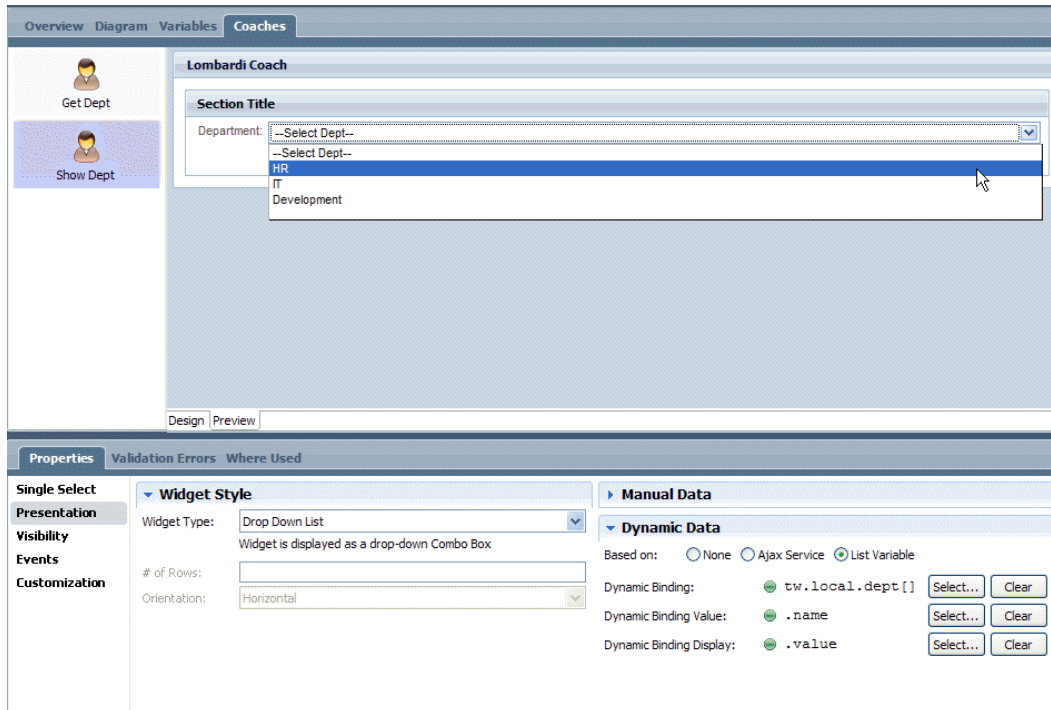 Overview Diagram Variables Coaches
Get Dept
Show Dept
Lombardi Coach
Section Title
Department: --Select Dept--
--Select Dept--
HR
IT
Development
Design Preview
Properties Validation Errors Where Used
Single Select
Presentation
Visibility
Events
Customization
Widget Style
Widget Type: Drop Down List
Widget is displayed as a drop-down Combo Box
# of Rows:
Orientation: Horizontal
Manual Data
Dynamic Data
Based on: None Ajax Service List Variable
Dynamic Binding: tw.local.dept[] Select... Clear
Dynamic Binding Value: .name Select... Clear
Dynamic Binding Display: .value Select... Clear